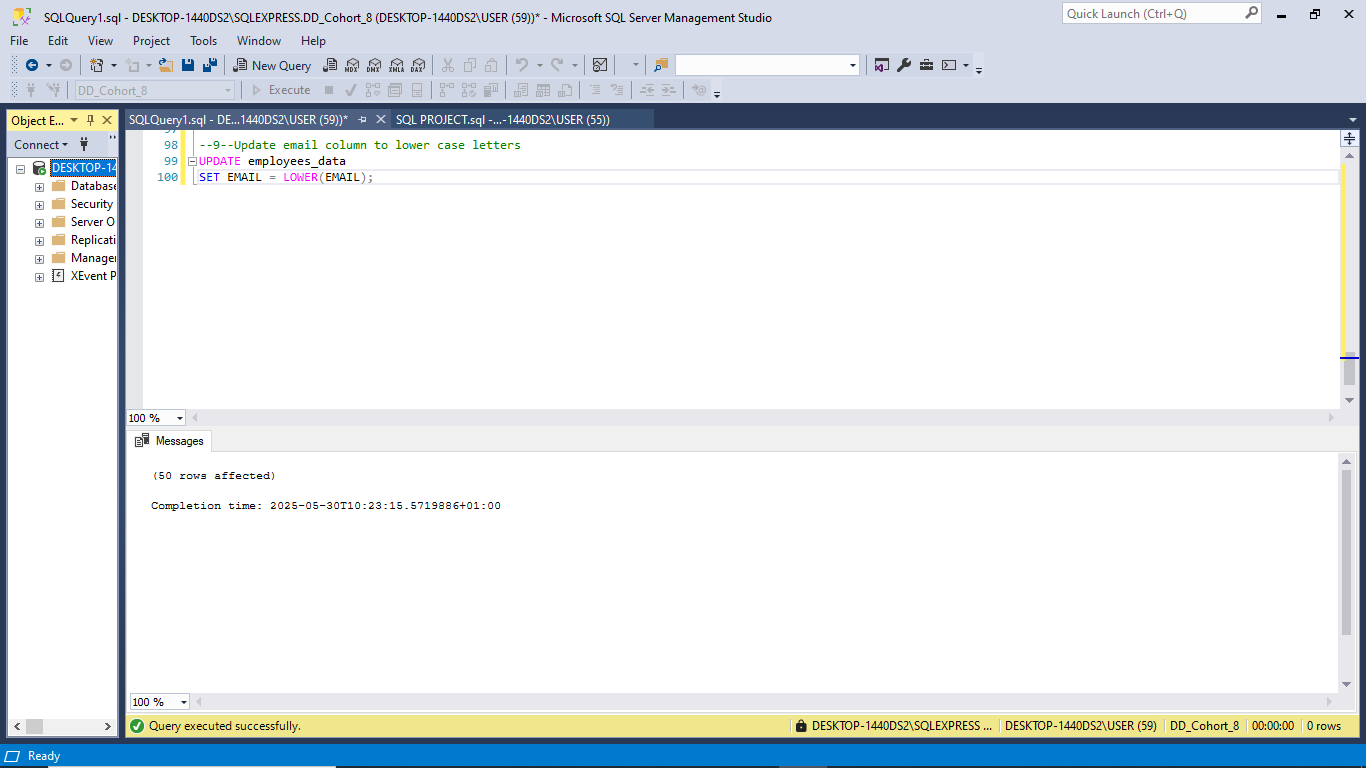 SQLQuery1.sql - DESKTOP-1440DS2\SQLEXPRESS.DD_Cohort_8 (DESKTOP-1440DS2\USER (59))* - Microsoft SQL Server Management Studio
Quick Launch (Ctrl+Q)
File Edit View Project Tools Window Help
New Query MDX DMX XMLA DAX
DD_Cohort_8 Execute
Object E...
SQLQuery1.sql - DE...1440DS2\USER (59))* SQL PROJECT.sql -...-1440DS2\USER (55))
Connect
DESKTOP-14
Database
Security
Server O
Replicati
Manager
XEvent P
97
98 --9--Update email column to lower case letters
99 UPDATE employees_data
100 SET EMAIL = LOWER(EMAIL);
100 %
Messages
(50 rows affected)
Completion time: 2025-05-30T10:23:15.5719886+01:00
100 %
Query executed successfully.
DESKTOP-1440DS2\SQLEXPRESS ... DESKTOP-1440DS2\USER (59) DD_Cohort_8 00:00:00 0 rows
Ready